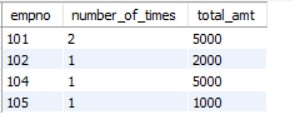 empno number_of_times total_amt
101 2 5000
102 1 2000
104 1 5000
105 1 1000